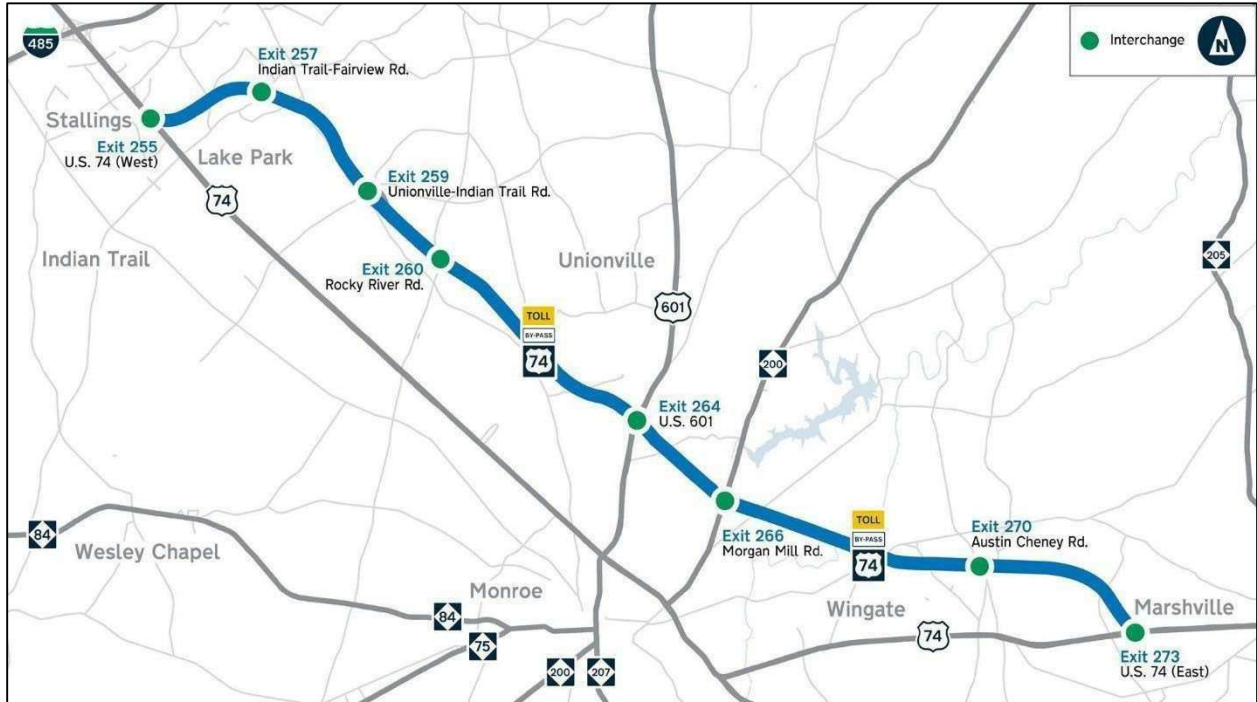 485
Interchange
N
Exit 257
Indian Trail-Fairview Rd.
Stallings
Exit 255
U.S. 74 (West)
Lake Park
74
Exit 259
Unionville-Indian Trail Rd.
Indian Trail
Exit 260
Rocky River Rd.
Unionville
205
TOLL
BY-PASS
74
601
200
Exit 264
U.S. 601
84
Wesley Chapel
Exit 266
Morgan Mill Rd.
TOLL
BY-PASS
74
Exit 270
Austin Cheney Rd.
Monroe
84
75
200
207
Wingate
74
Marshville
Exit 273
U.S. 74 (East)